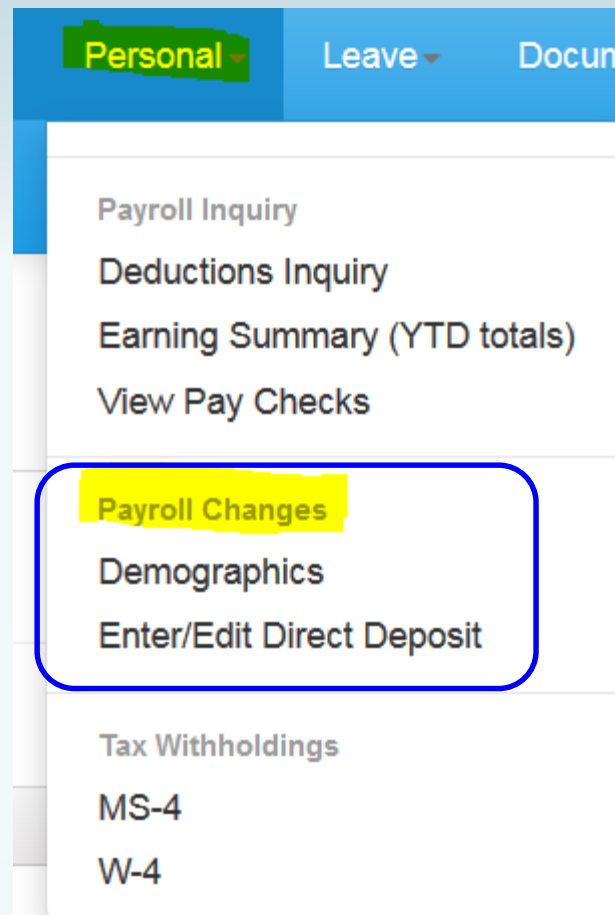 Personal Leave Docum
Payroll Inquiry
Deductions Inquiry
Earning Summary (YTD totals)
View Pay Checks
Payroll Changes
Demographics
Enter/Edit Direct Deposit
Tax Withholdings
MS-4
W-4